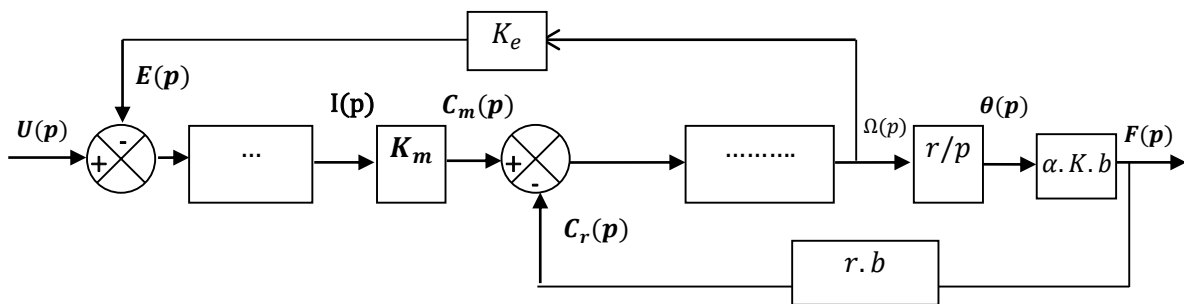 K_e
E(p)
I(p)
C_m(p)
θ(p)
U(p)
-
+
...
K_m
+
-
..........
Ω(p)
r/p
α.K.b
F(p)
C_r(p)
r.b